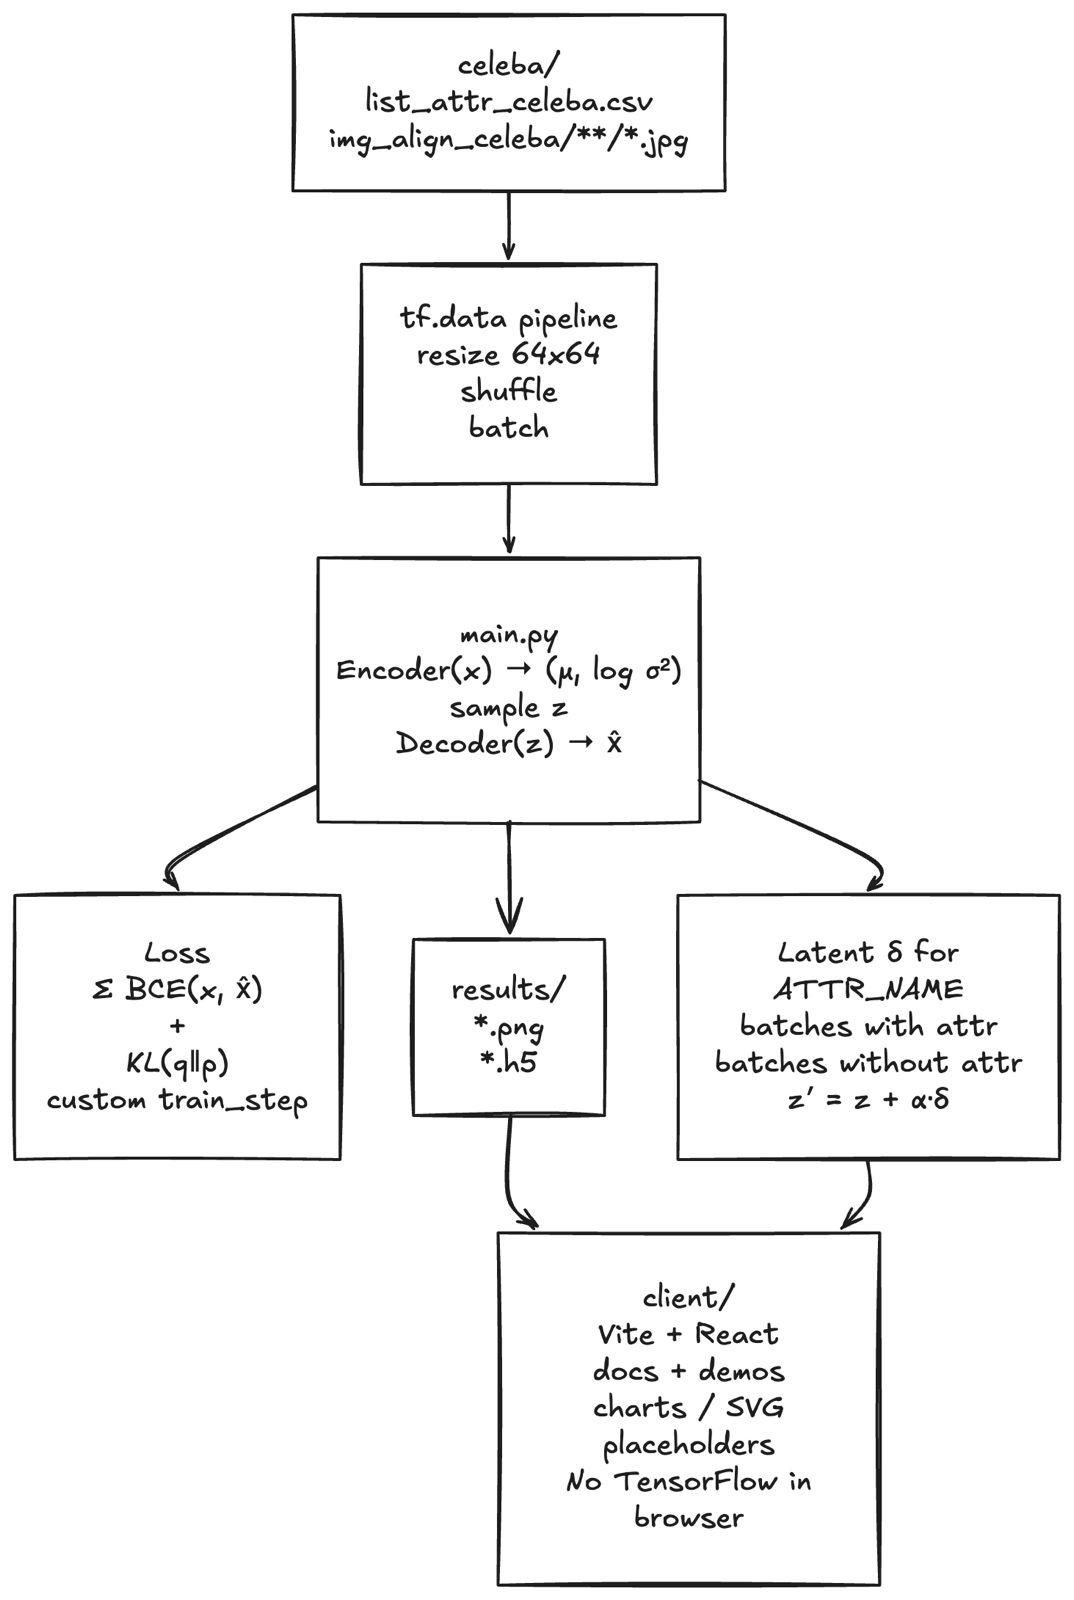 celeba/
list_attr_celeba.csv
img_align_celeba/**/*.jpg
tf.data pipeline
resize 64x64
shuffle
batch
main.py
Encoder(x) → (μ, log σ²)
sample z
Decoder(z) → x̂
Loss
Σ BCE(x, x̂)
+
KL(q‖p)
custom train_step
results/
*.png
*.h5
Latent δ for
ATTR_NAME
batches with attr
batches without attr
z′ = z + α·δ
client/
Vite + React
docs + demos
charts / SVG
placeholders
No TensorFlow in
browser